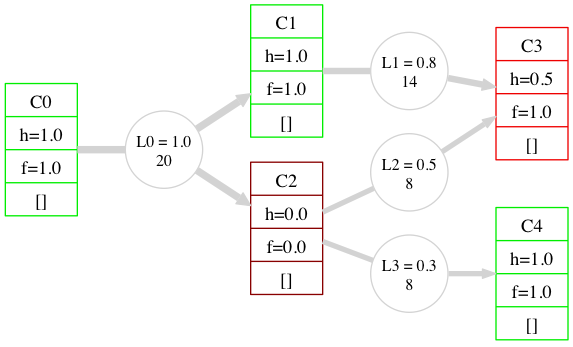 C0
h=1.0
f=1.0
[]
L0 = 1.0
20
C1
h=1.0
f=1.0
[]
C2
h=0.0
f=0.0
[]
L1 = 0.8
14
L2 = 0.5
8
L3 = 0.3
8
C3
h=0.5
f=1.0
[]
C4
h=1.0
f=1.0
[]